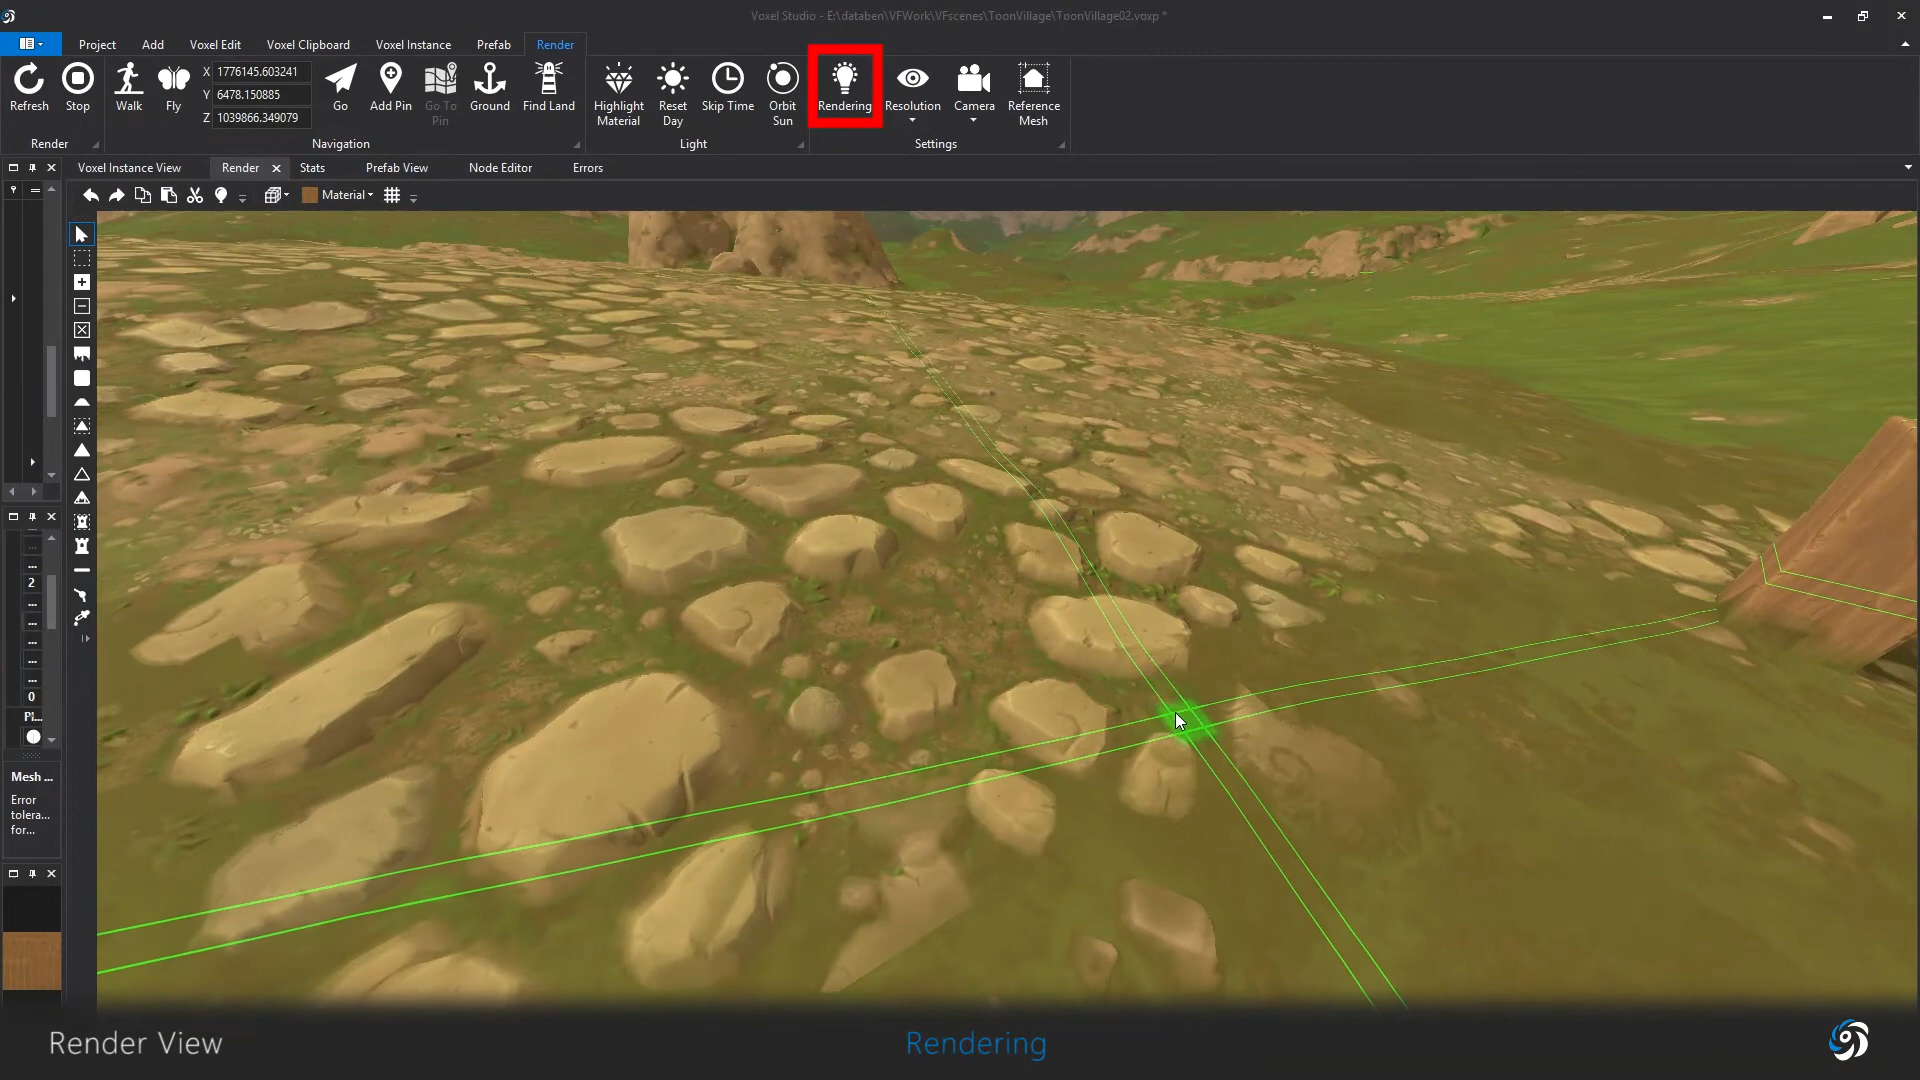 Voxel Studio - E:\databen\VFWork\VFscenes\ToonVillage\ToonVillage02.voxp *
Project Add Voxel Edit Voxel Clipboard Voxel Instance Prefab Render
X 1776145.603241
Y 6478.150885
Z 1039866.349079
Refresh Stop Walk Fly Go Add Pin Go To Pin Ground Find Land Highlight Material Reset Day Skip Time Orbit Sun Rendering Resolution Camera Reference Mesh
Render Navigation Light Settings
Voxel Instance View Render Stats Prefab View Node Editor Errors
Material
...
...
2
...
...
...
...
...
0
Pl...
Mesh ...
Error
tolera...
for...
Render View Rendering